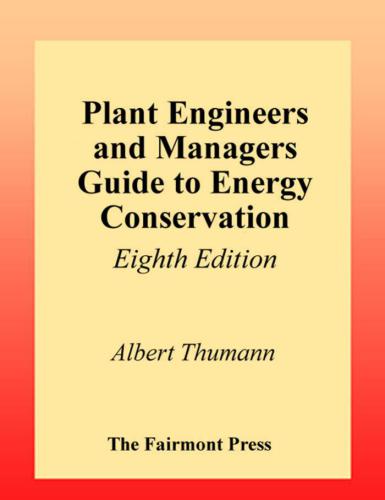 Plant Engineers
and Managers
Guide to Energy
Conservation
Eighth Edition
Albert Thumann
The Fairmont Press